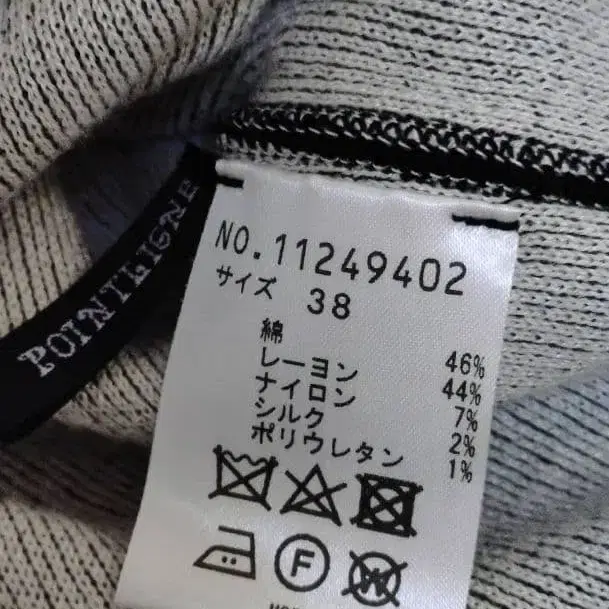 POINTLIGNE
NO.11249402
サイズ 38
綿 46%
レーヨン 44%
ナイロン 7%
シルク 2%
ポリウレタン 1%
F
W